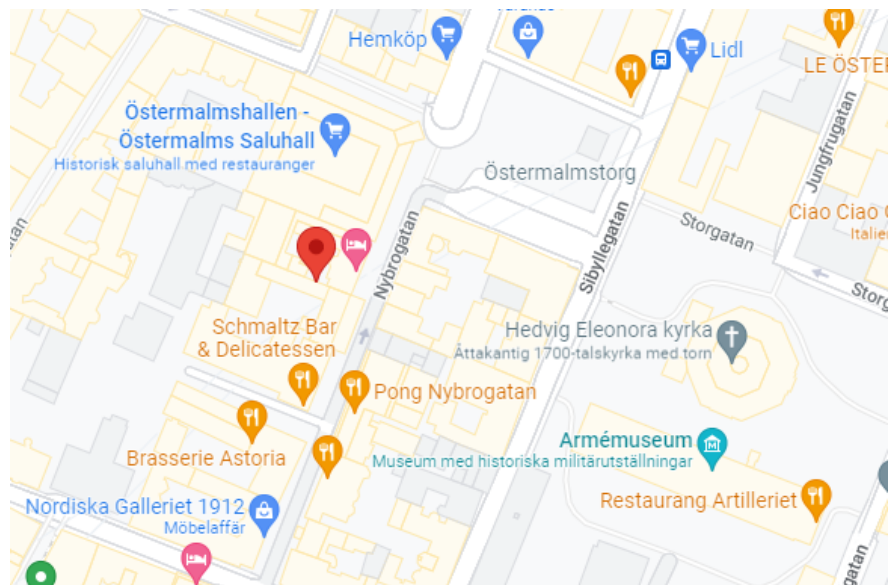 Hemköp
Lidl
LE ÖSTER
Östermalmshallen -
Östermalms Saluhall
Historisk saluhall med restauranger
Östermalmstorg
Jungfrugatan
Ciao Ciao
Italien
Storgatan
Nybrogatan
Sibyllegatan
Schmaltz Bar
& Delicatessen
Hedvig Eleonora kyrka
Åttakantig 1700-talskyrka med torn
Pong Nybrogatan
Armémuseum
Museum med historiska militärutställningar
Brasserie Astoria
Restaurang Artilleriet
Nordiska Galleriet 1912
Möbelaffär